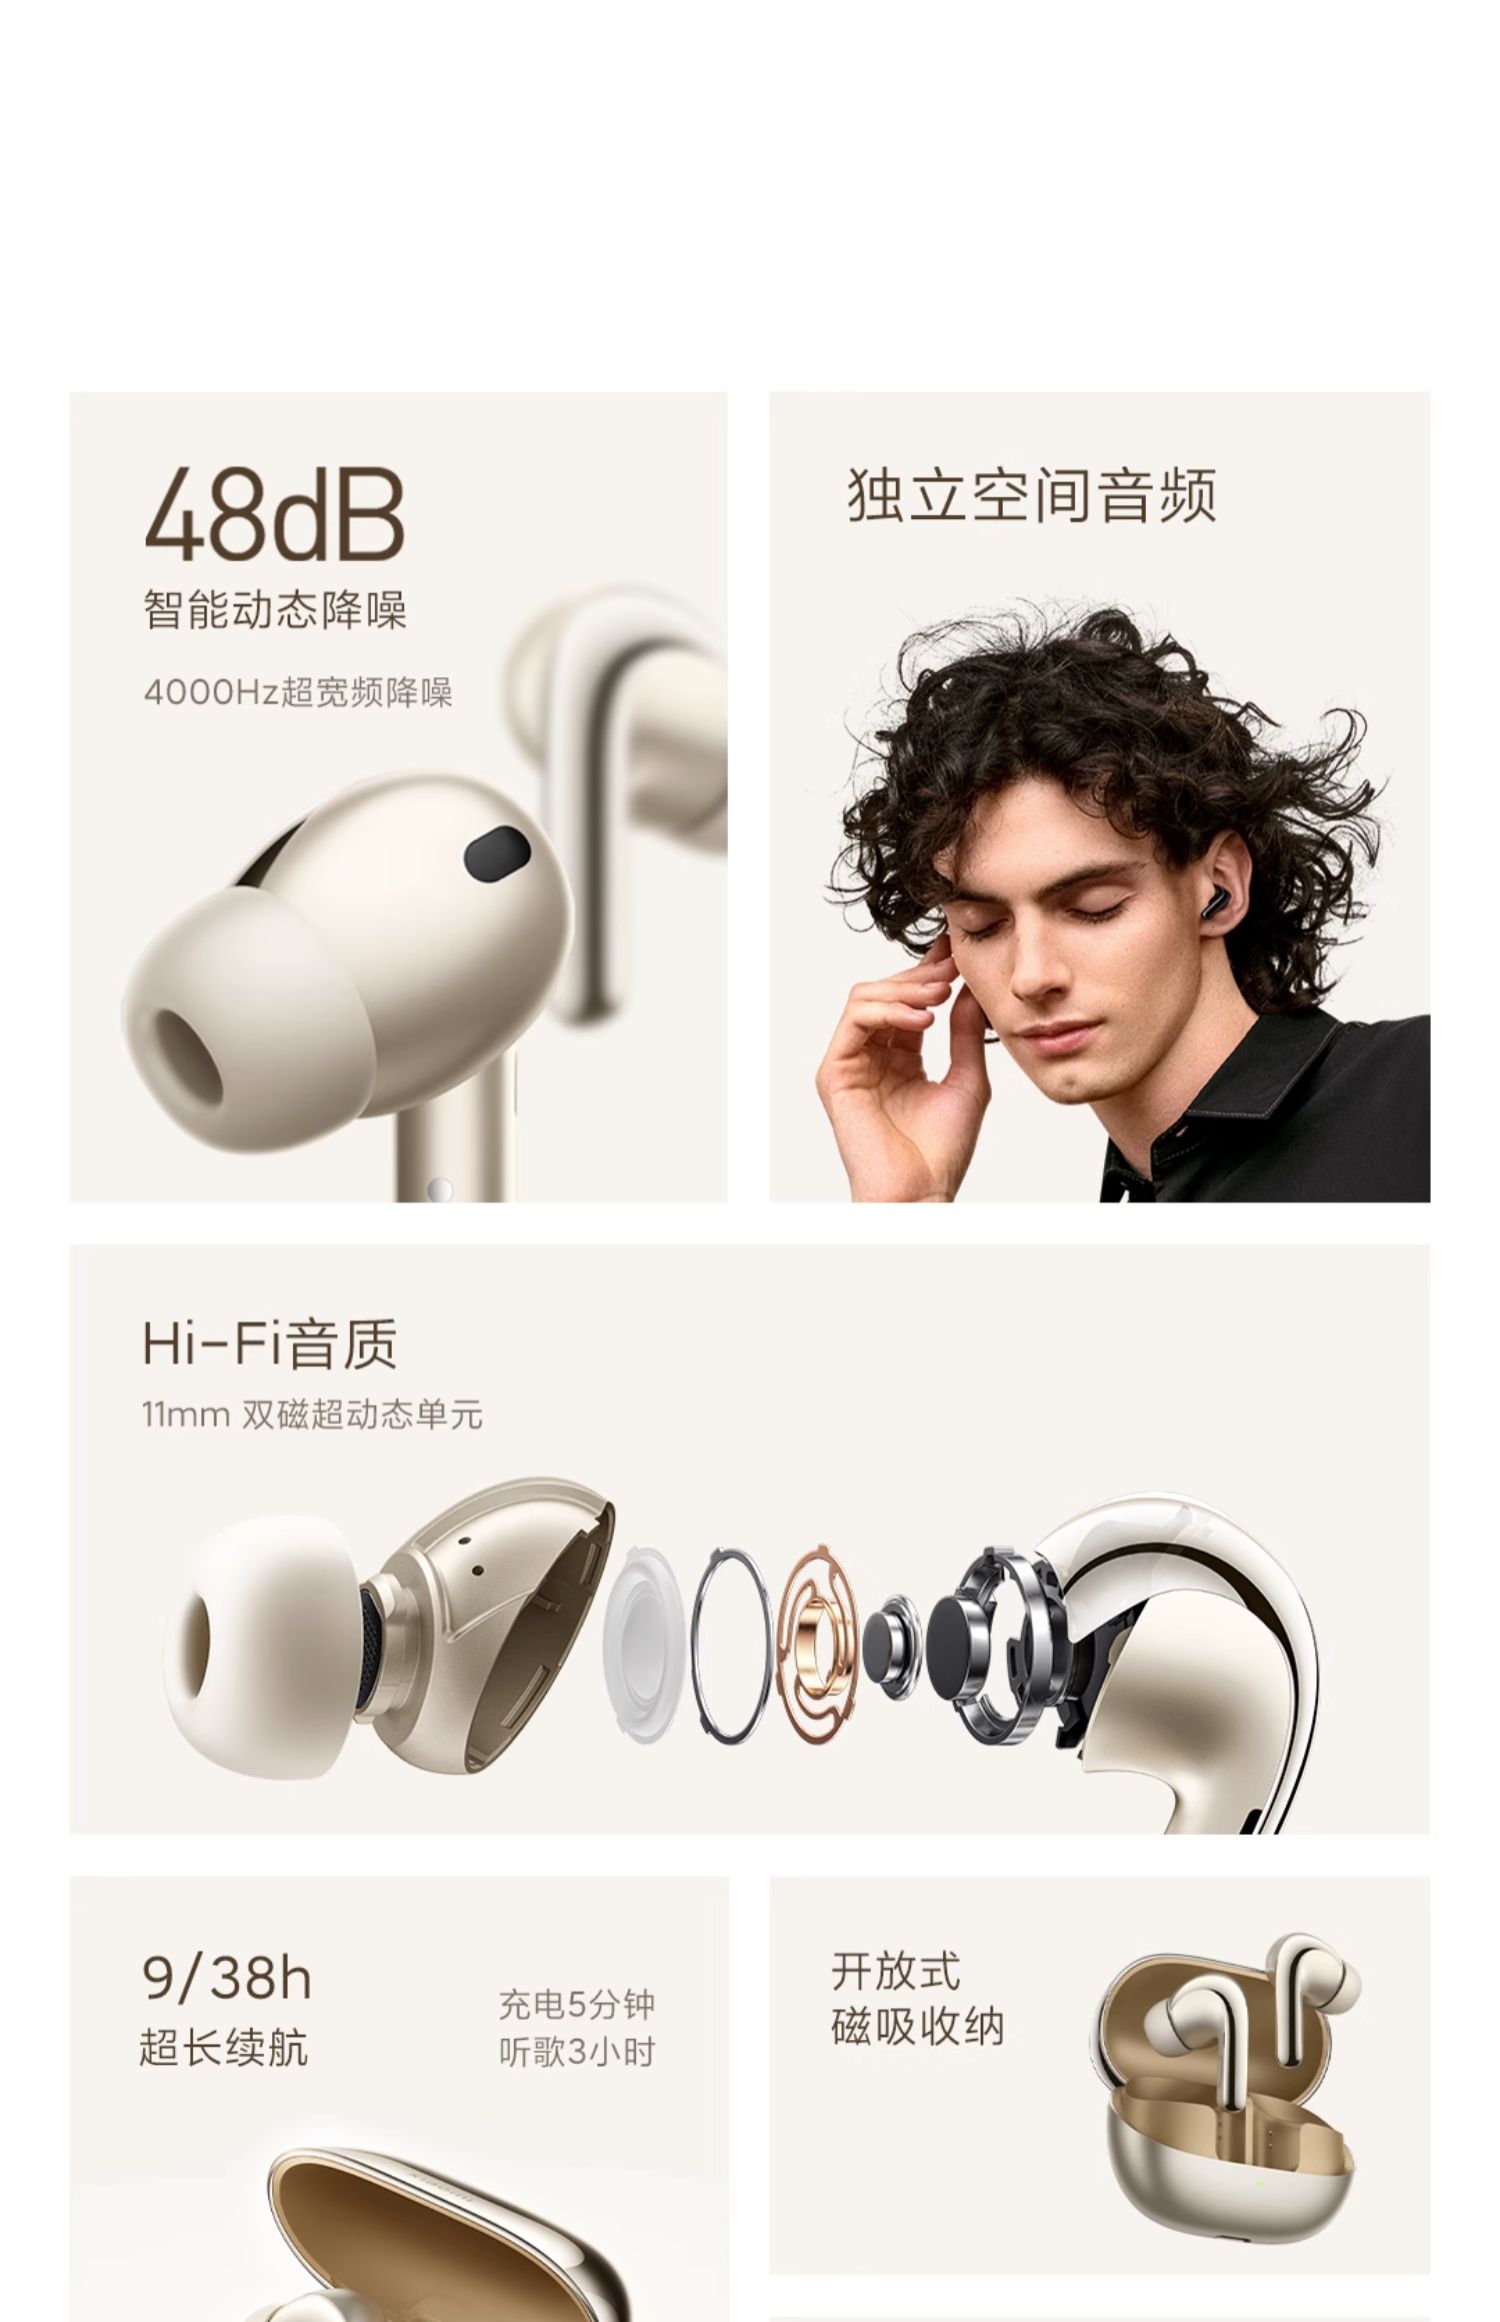 48dB
智能动态降噪
4000Hz超宽频降噪
独立空间音频
Hi-Fi音质
11mm 双磁超动态单元
9/38h
超长续航
充电5分钟
听歌3小时
开放式
磁吸收纳